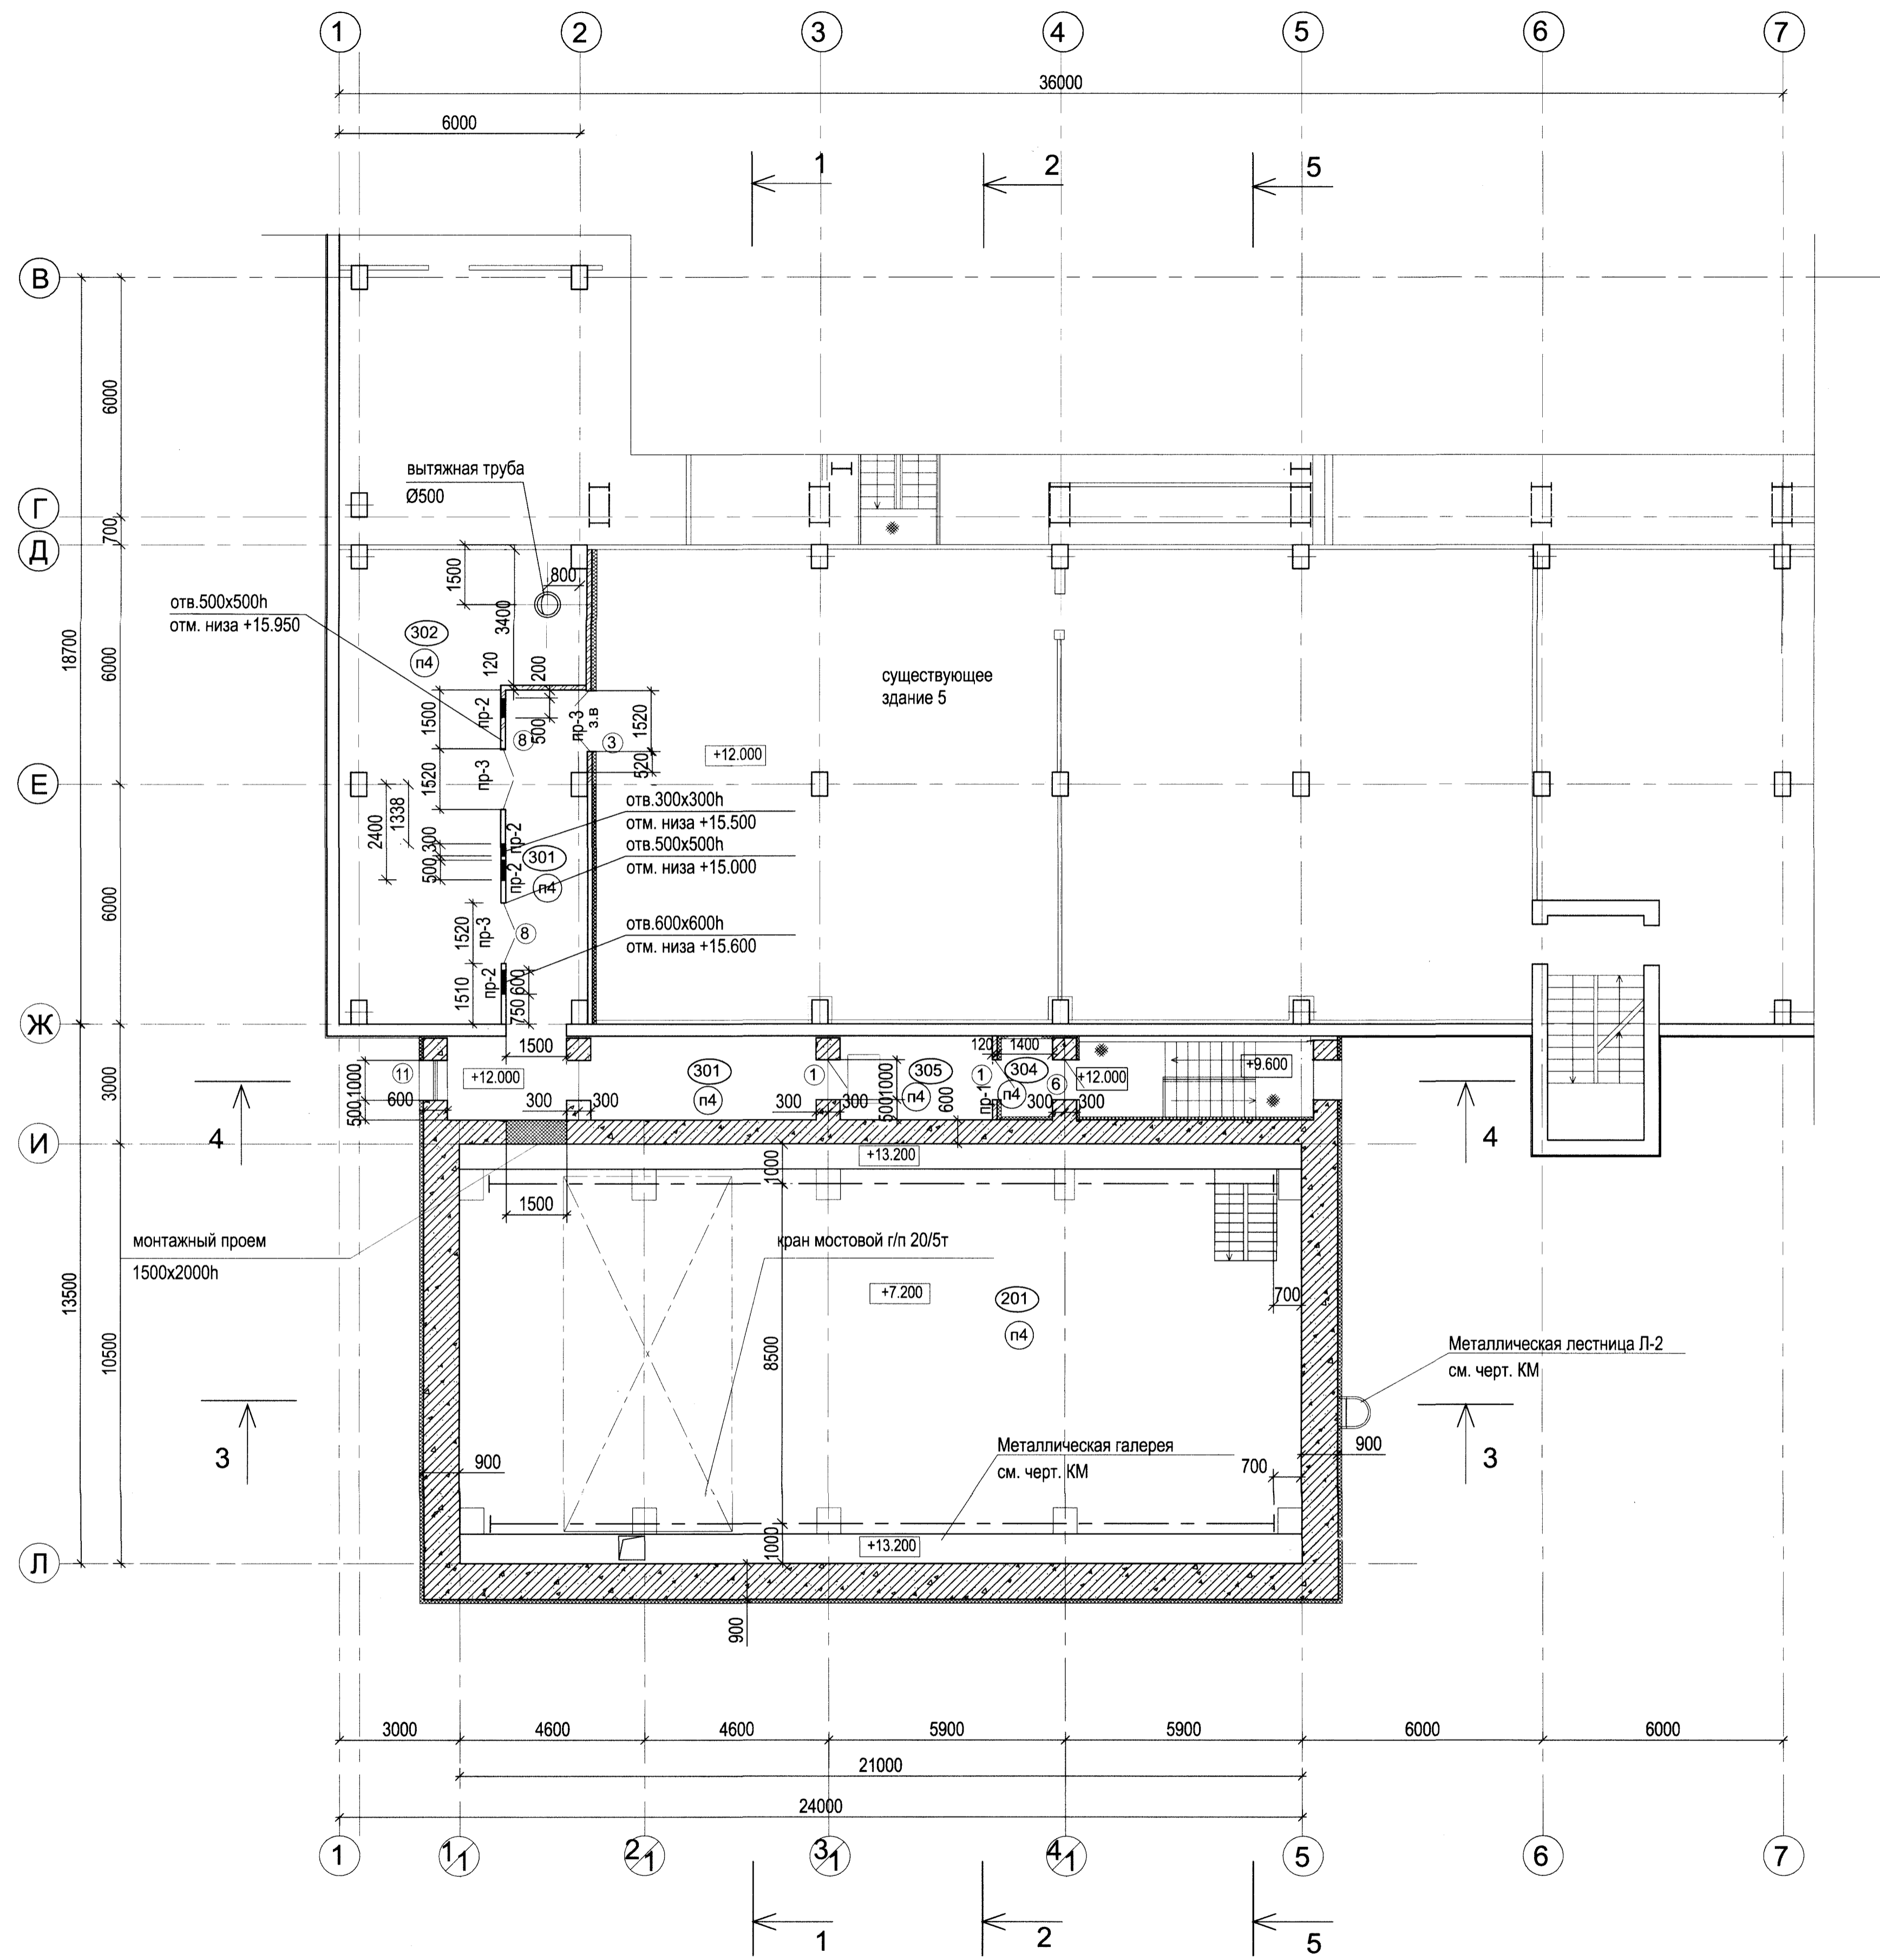 1 2 3 4 5 6 7
36000
6000
1 2 5
В
6000
вытяжная труба
Ø500
Г
700
Д
1500
800
3400
отв.500х500h
отм. низа +15.950
302
п4
18700
6000
120
200
существующее
здание 5
1500
пр-2
500
8
пр-3
з.в
3
1520
520
+12.000
Е
1520
пр-3
1338
2400
300
500
отв.300х300h
отм. низа +15.500
отв.500х500h
отм. низа +15.000
пр-2
пр-2
301
п4
6000
1520
пр-3
8
отв.600х600h
отм. низа +15.600
1510
пр-2
600
750
Ж
1500
120 1400
3000
1000
500
11
600
+12.000
300 300
301
п4
1
300 300
1000
500
305
п4
600
1
пр-1
304
п4
6
+12.000
300 300
+9.600
4 4
И
+13.200
1000
1500
монтажный проем
1500х2000h
кран мостовой г/п 20/5т
+7.200
201
п4
700
13500
10500
8500
Металлическая лестница Л-2
см. черт. КМ
3 3
900
Металлическая галерея
см. черт. КМ
700
900
1000
+13.200
Л
900
3000 4600 4600 5900 5900 6000 6000
21000
24000
1 1/1 2/1 3/1 4/1 5 6 7
1 2 5